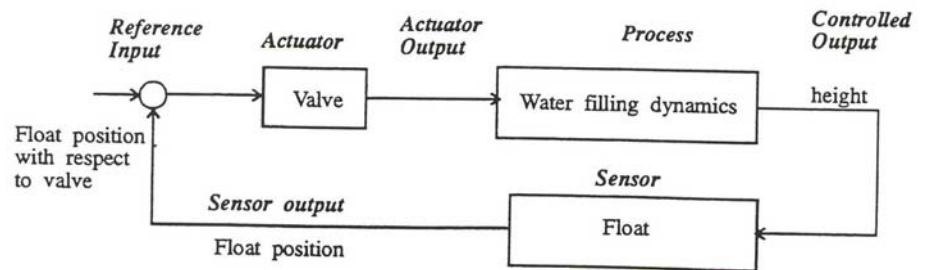 Reference
Input
Actuator
Actuator
Output
Process
Controlled
Output
Valve
Water filling dynamics
height
Float position
with respect
to valve
Sensor
Sensor output
Float
Float position